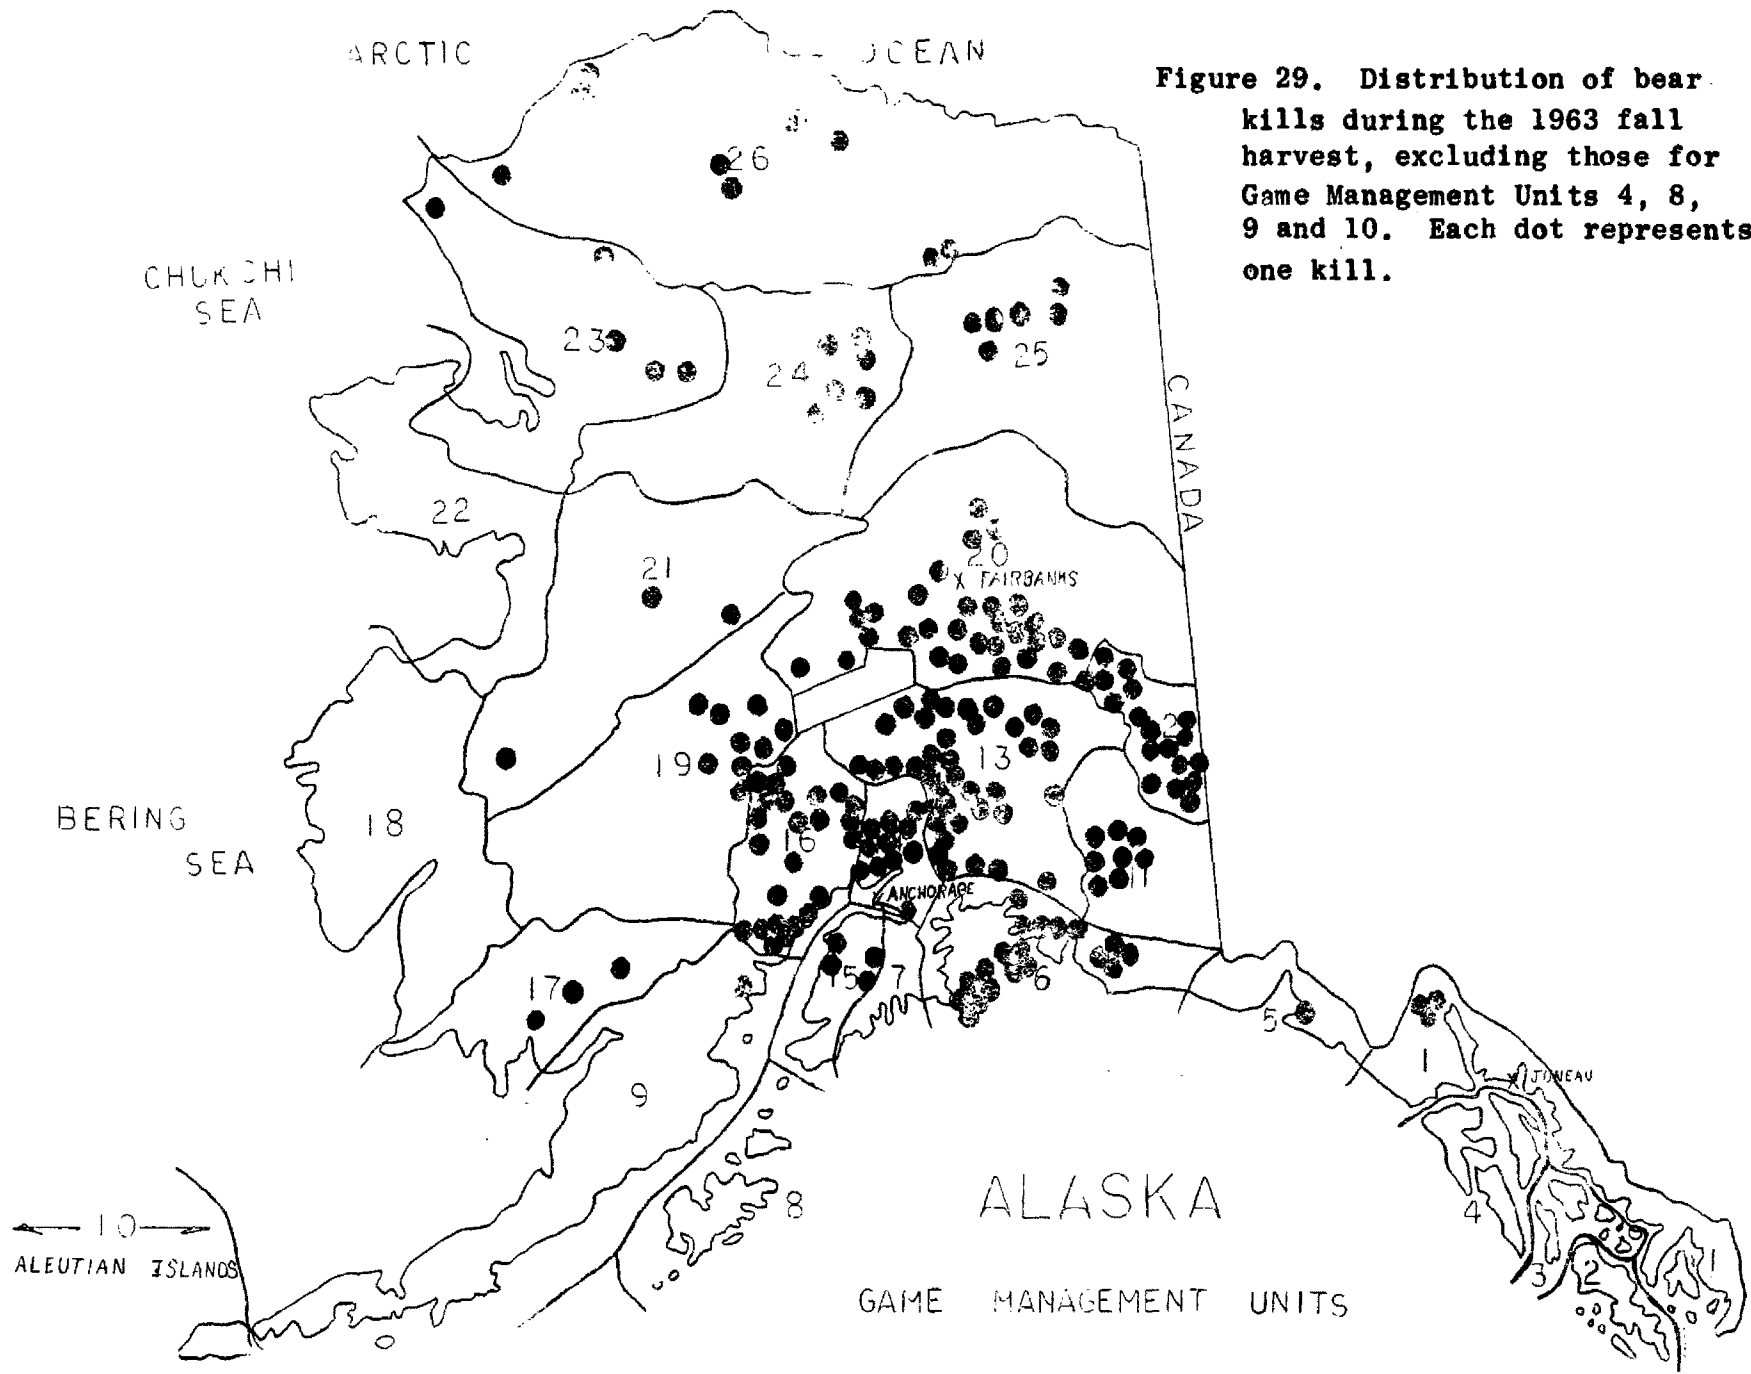 ARCTIC OCEAN
Figure 29. Distribution of bear
kills during the 1963 fall
harvest, excluding those for
Game Management Units 4, 8,
9 and 10. Each dot represents
one kill.
26
CHUKCHI
SEA
23
24
25
CANADA
22
20
X FAIRBANKS
21
13
19
BERING
SEA
18
16
11
X ANCHORAGE
17
15
7
6
5
1
X JUNEAU
9
8
ALASKA
4
10
ALEUTIAN ISLANDS
3
2
1
GAME MANAGEMENT UNITS